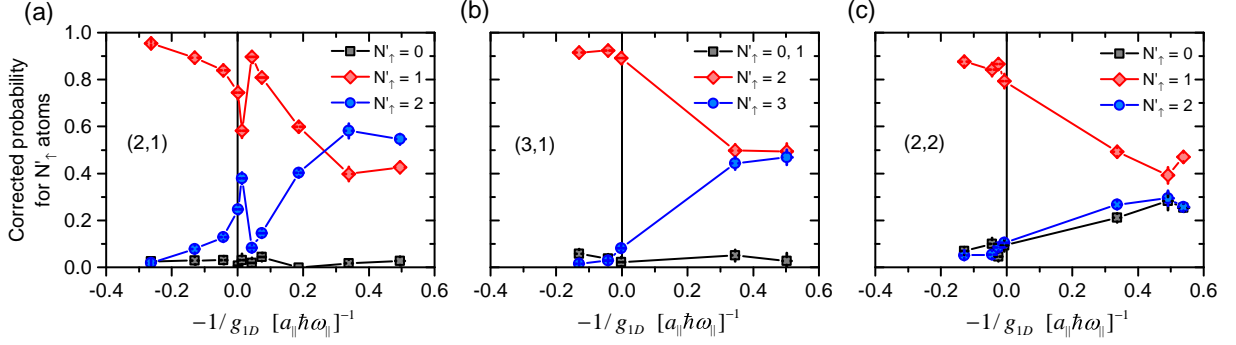 (a)
Corrected probability
for N'↑ atoms
1.0
0.8
0.6
0.4
0.2
0.0
N'↑ = 0
N'↑ = 1
N'↑ = 2
(2,1)
-0.4 -0.2 0.0 0.2 0.4 0.6
−1/g1D [a∥ħω∥]⁻¹
(b)
N'↑ = 0, 1
N'↑ = 2
N'↑ = 3
(3,1)
-0.4 -0.2 0.0 0.2 0.4 0.6
−1/g1D [a∥ħω∥]⁻¹
(c)
N'↑ = 0
N'↑ = 1
N'↑ = 2
(2,2)
-0.4 -0.2 0.0 0.2 0.4 0.6
−1/g1D [a∥ħω∥]⁻¹